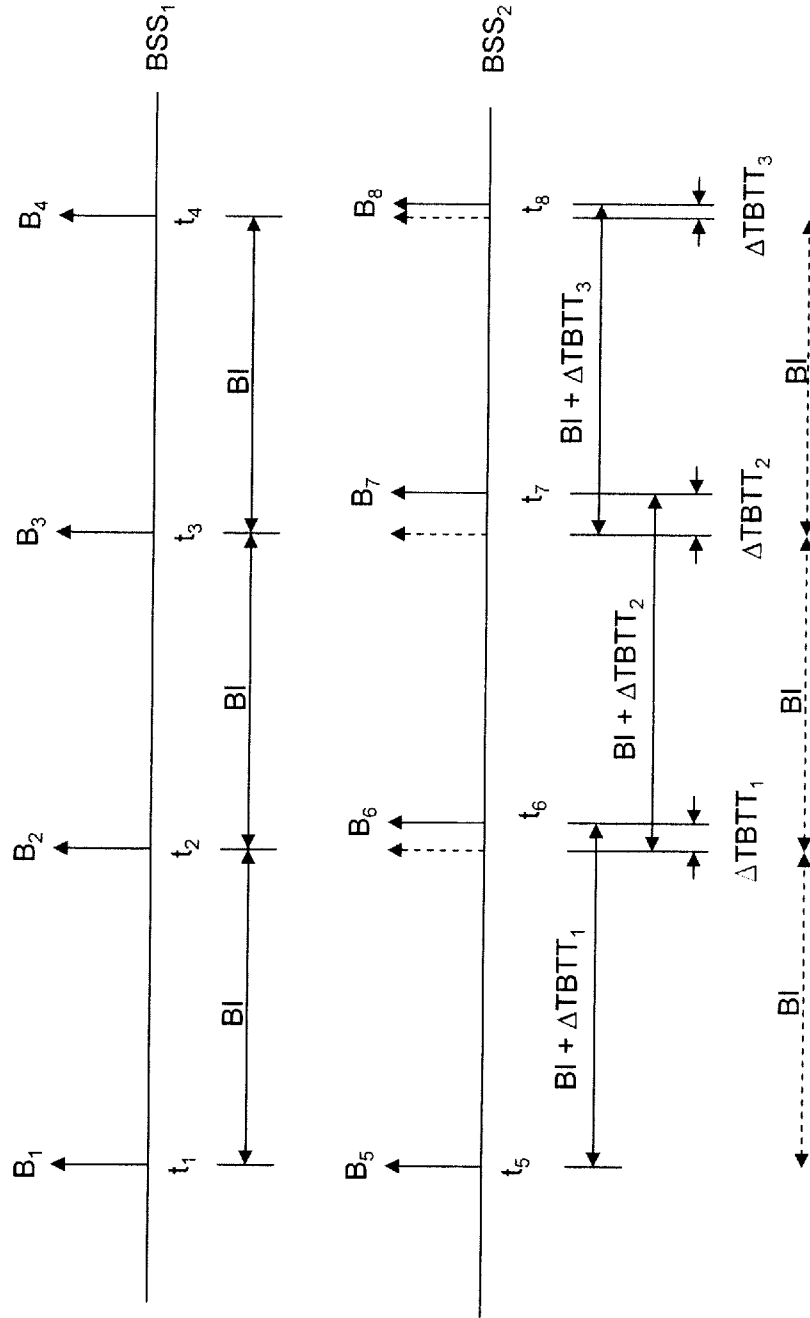 B₁ B₂ B₃ B₄
BSS₁
t₁ t₂ t₃ t₄
BI BI BI
B₅ B₆ B₇ B₈
BSS₂
t₅ t₆ t₇ t₈
BI + ΔTBTT₁ BI + ΔTBTT₃
BI + ΔTBTT₂
ΔTBTT₁ ΔTBTT₂ ΔTBTT₃
BI BI BI